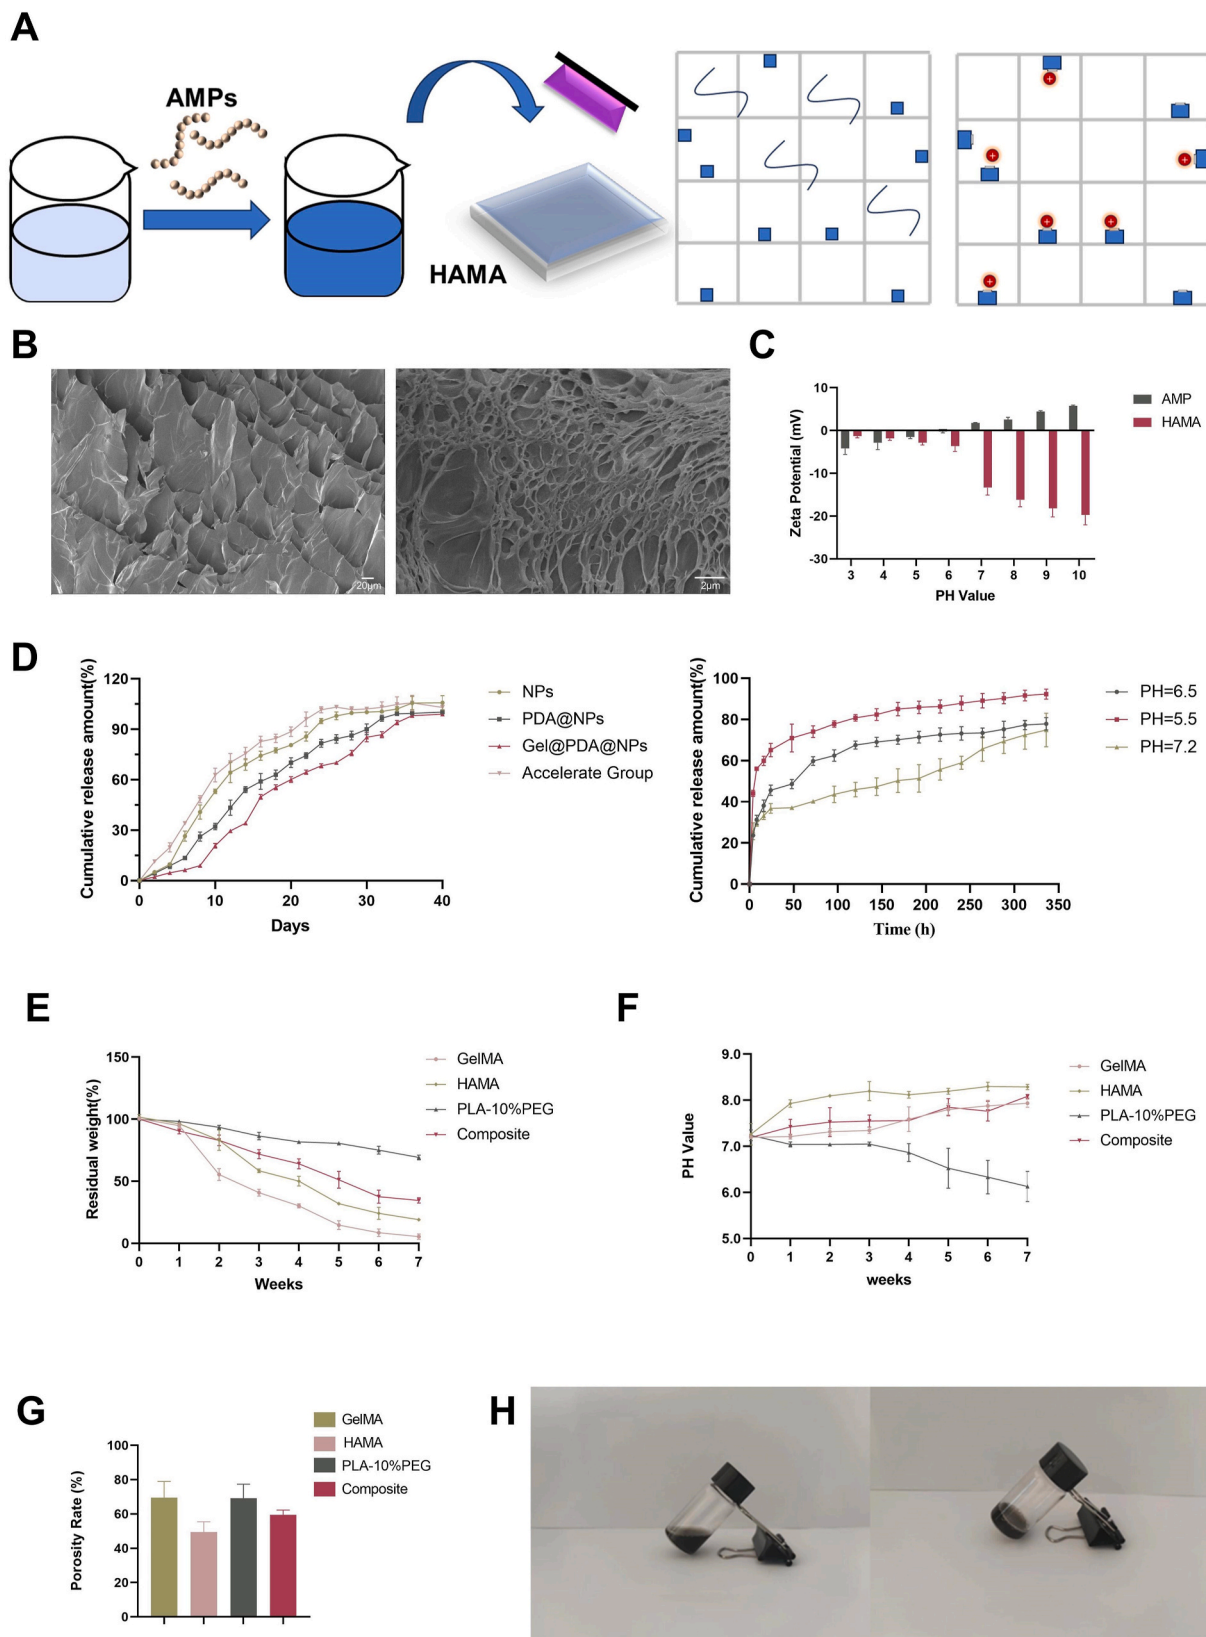 A
AMPs
HAMA
+
+
+
+
+
+
B
20μm
2μm
C
Zeta Potential (mV)
10
0
-10
-20
-30
3 4 5 6 7 8 9 10
PH Value
AMP
HAMA
D
Cumulative release amount(%)
120
90
60
30
0
0 10 20 30 40
Days
NPs
PDA@NPs
Gel@PDA@NPs
Accelerate Group
Cumulative release amount(%)
100
80
60
40
20
0
0 50 100 150 200 250 300 350
Time (h)
PH=6.5
PH=5.5
PH=7.2
E
Residual weight(%)
150
100
50
0
0 1 2 3 4 5 6 7
Weeks
GelMA
HAMA
PLA-10%PEG
Composite
F
PH Value
9.0
8.0
7.0
6.0
5.0
0 1 2 3 4 5 6 7
weeks
GelMA
HAMA
PLA-10%PEG
Composite
G
Porosity Rate (%)
100
80
60
40
20
0
GelMA
HAMA
PLA-10%PEG
Composite
H